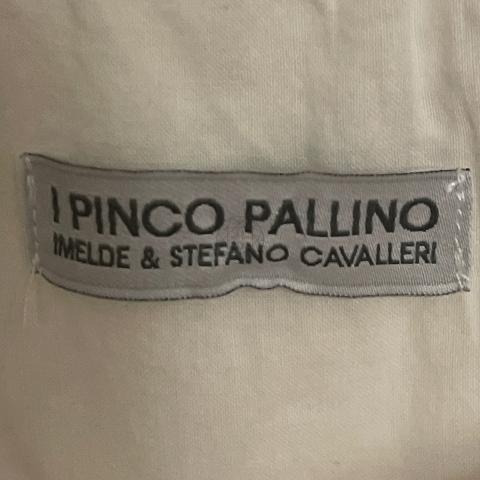 I PINCO PALLINO
IMELDE & STEFANO CAVALLERI